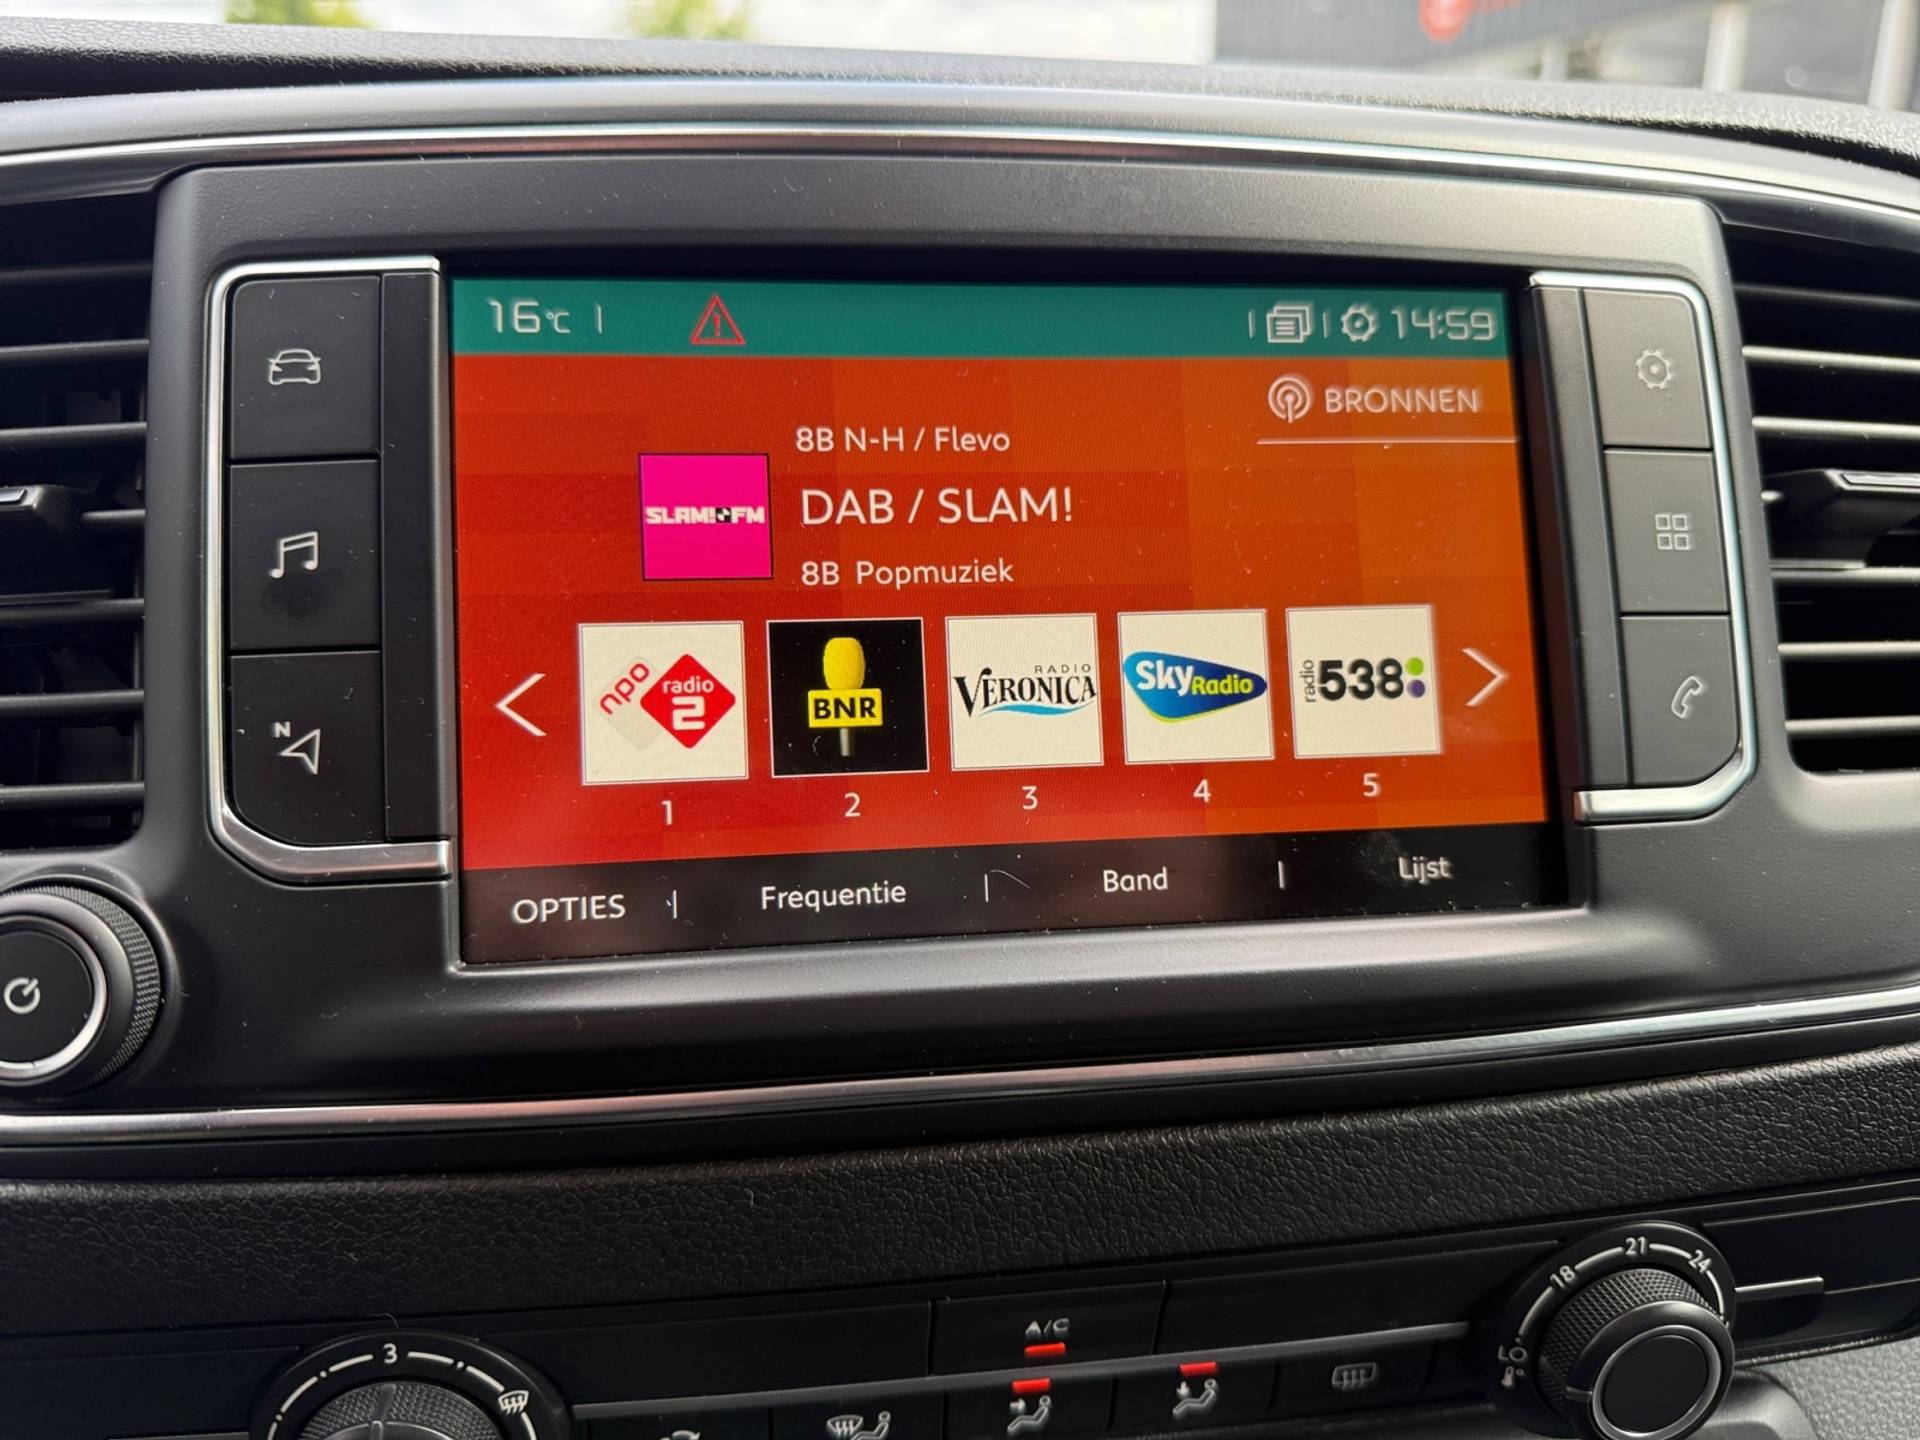 16°C
14:59
BRONNEN
8B N-H / Flevo
SLAM! FM
DAB / SLAM!
8B Popmuziek
npo radio 2
BNR
RADIO VERONICA
Sky Radio
radio 538
1
2
3
4
5
OPTIES
Frequentie
Band
Lijst
N
3
A/C
LO
18
21
24